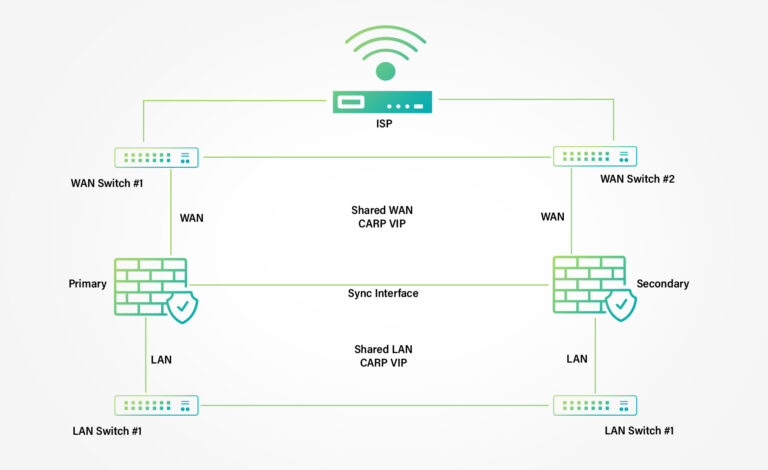 ISP
WAN Switch #1
WAN Switch #2
WAN
Shared WAN
CARP VIP
WAN
Primary
Sync Interface
Secondary
LAN
Shared LAN
CARP VIP
LAN
LAN Switch #1
LAN Switch #1